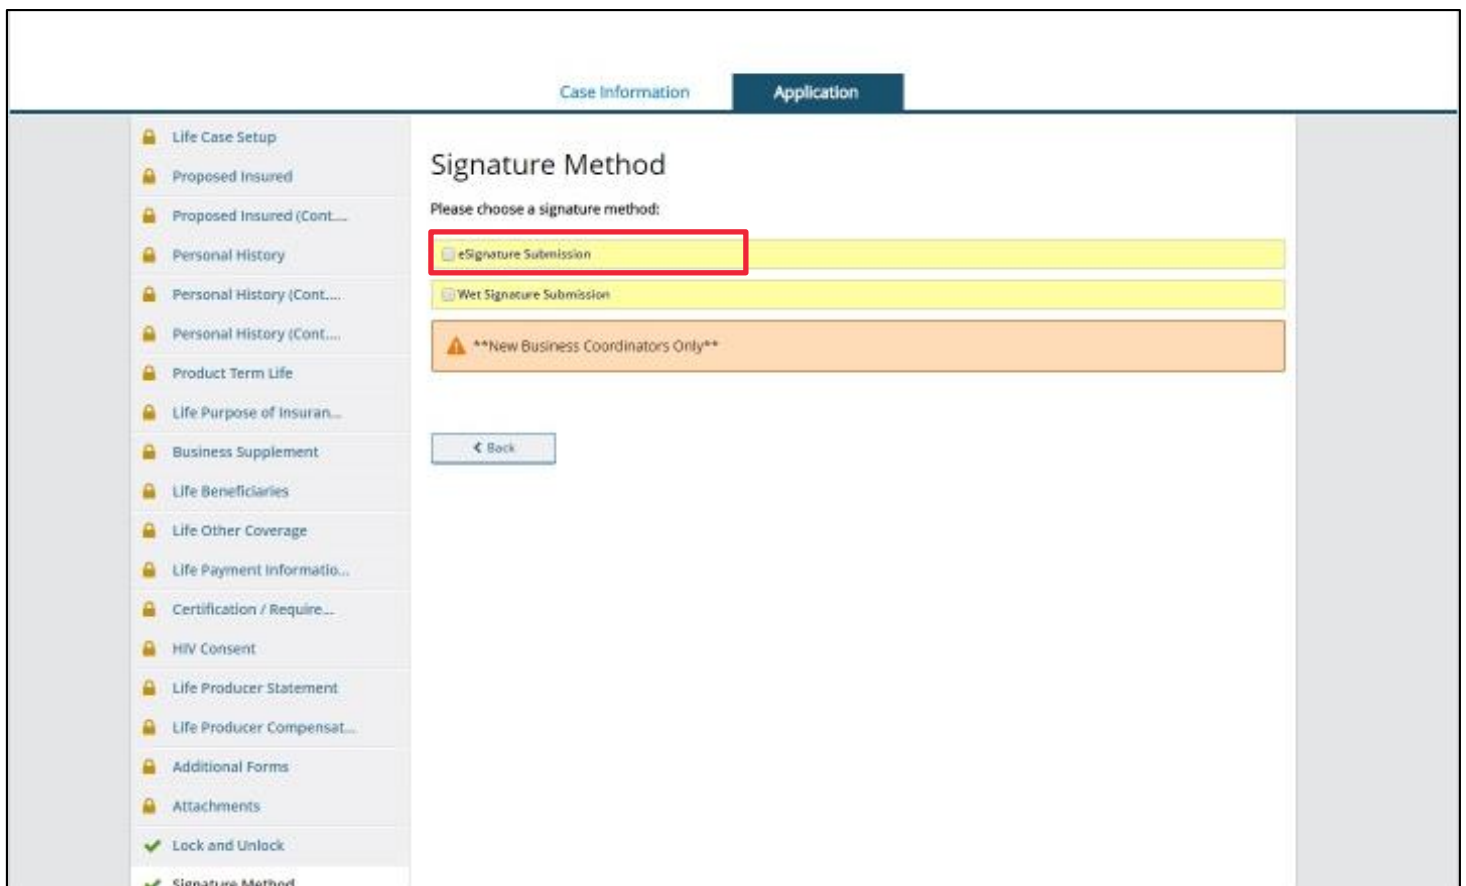 Case Information
Application
Life Case Setup
Proposed Insured
Proposed Insured (Cont....
Personal History
Personal History (Cont....
Personal History (Cont....
Product Term Life
Life Purpose of Insuran...
Business Supplement
Life Beneficiaries
Life Other Coverage
Life Payment Informatio...
Certification / Require...
HIV Consent
Life Producer Statement
Life Producer Compensat...
Additional Forms
Attachments
Lock and Unlock
Signature Method
Signature Method
Please choose a signature method:
eSignature Submission
Wet Signature Submission
**New Business Coordinators Only**
Back